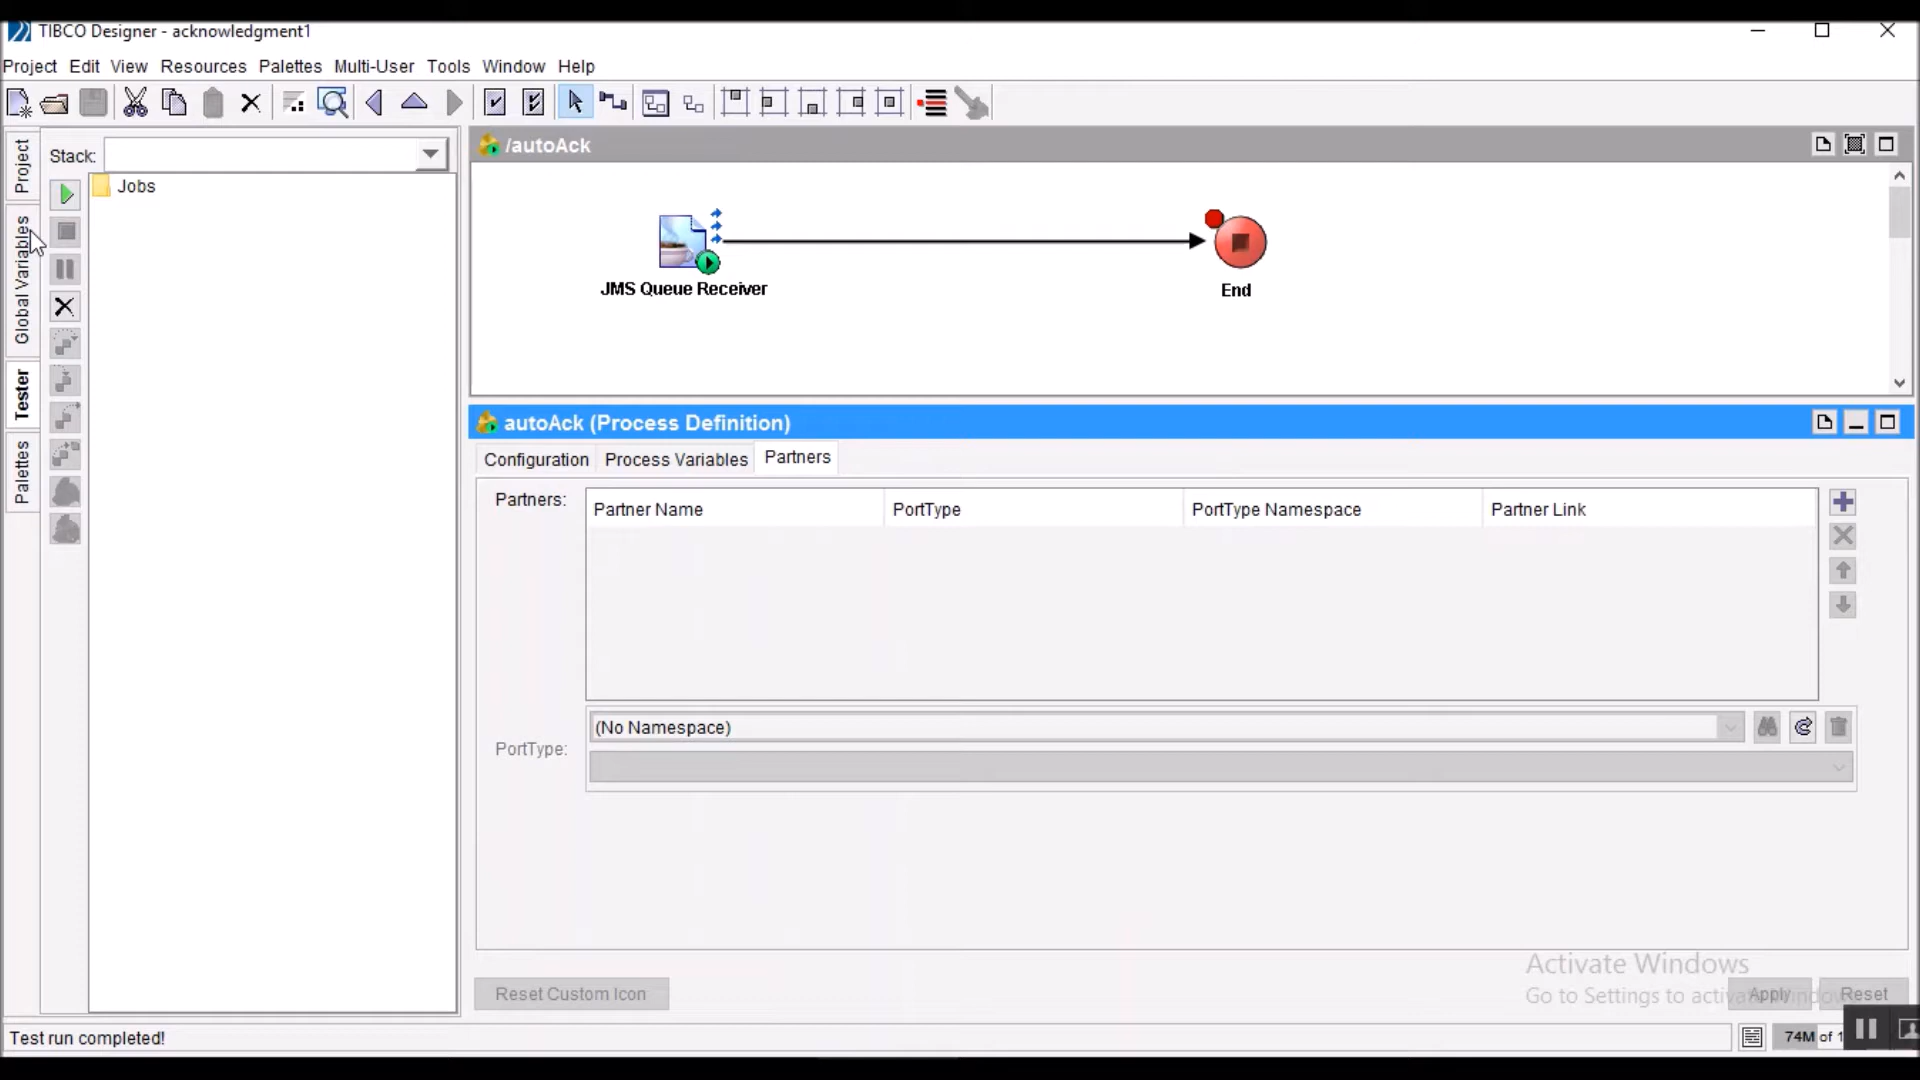 TIBCO Designer - acknowledgment1
Project Edit View Resources Palettes Multi-User Tools Window Help
Project
Global Variables
Tester
Palettes
Stack:
Jobs
/autoAck
JMS Queue Receiver
End
autoAck (Process Definition)
Configuration Process Variables Partners
Partners:
Partner Name PortType PortType Namespace Partner Link
PortType:
(No Namespace)
Activate Windows
Go to Settings to activate Windows
Reset Custom Icon Apply Reset
Test run completed!
74M of 1